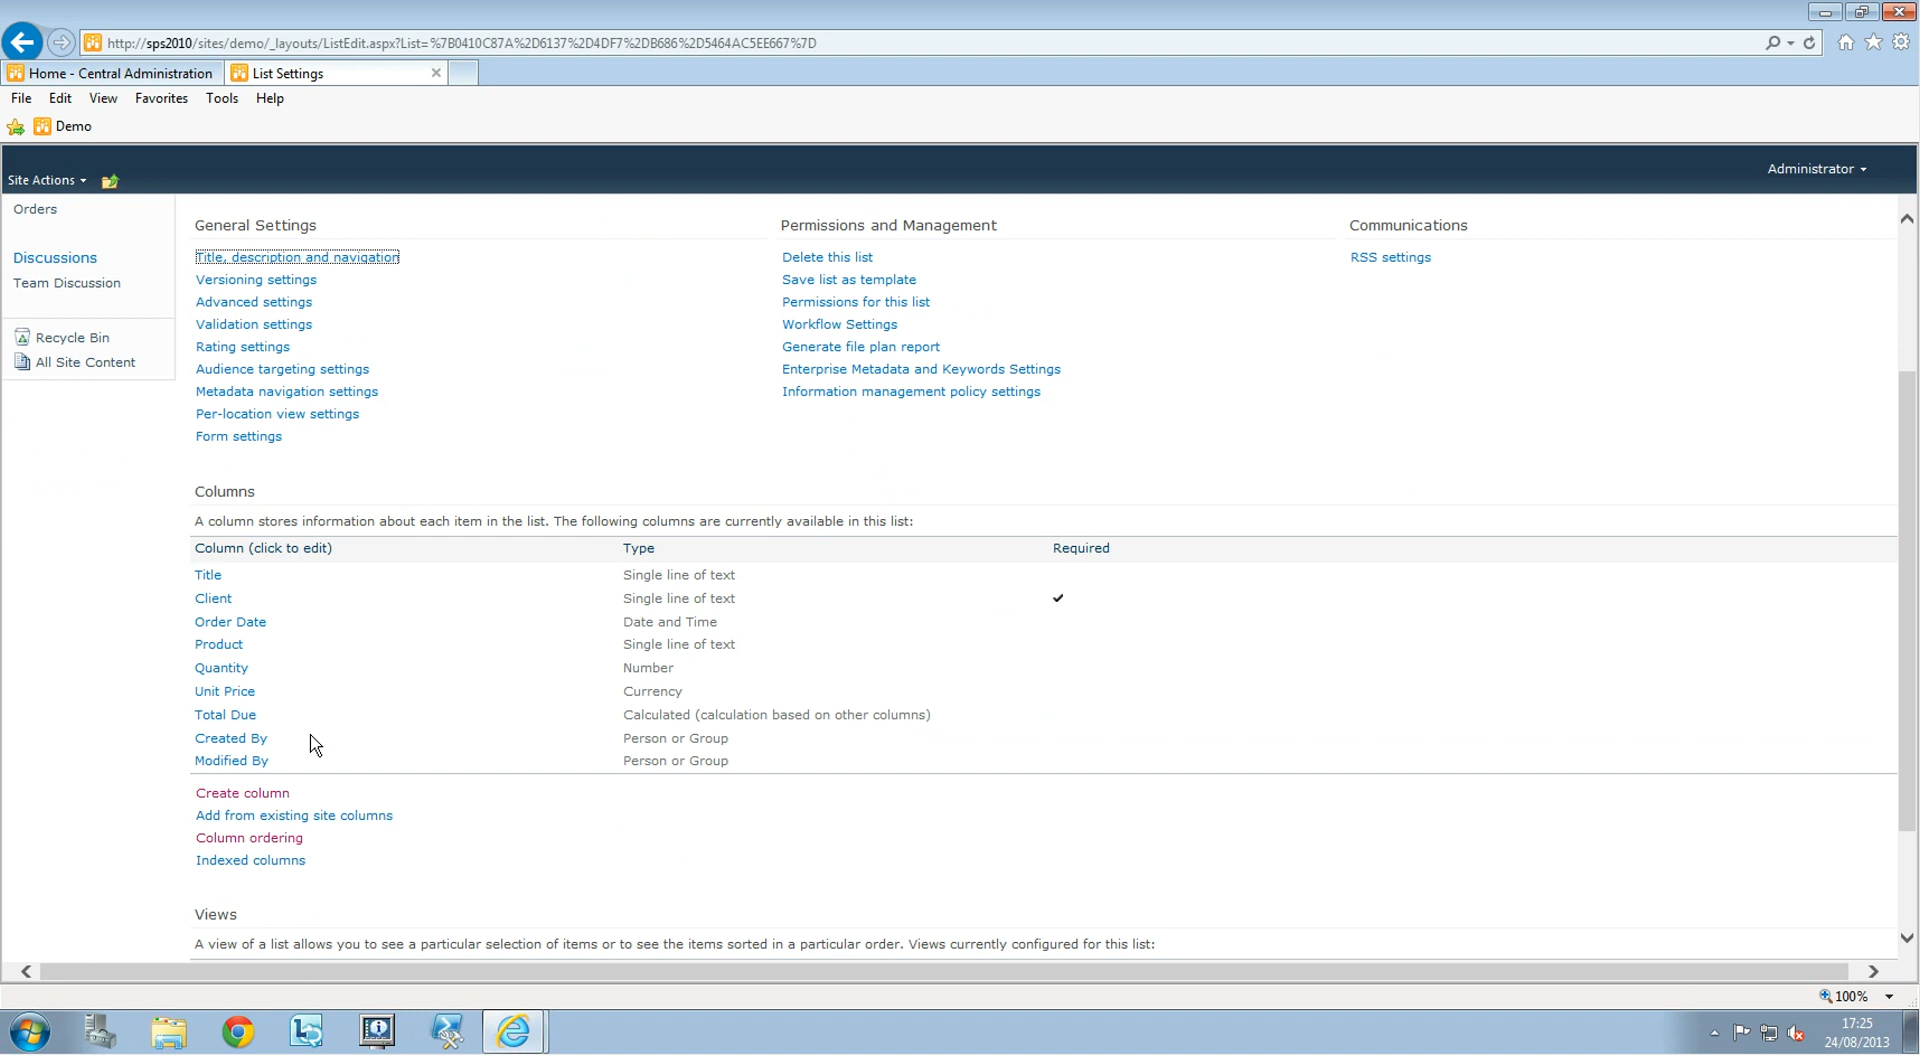 http://sps2010/sites/demo/_layouts/ListEdit.aspx?List=%7B0410C87A%2D6137%2D4DF7%2DB686%2D5464AC5EE667%7D
Home - Central Administration
List Settings
File Edit View Favorites Tools Help
Demo
Site Actions
Administrator
Orders
Discussions
Team Discussion
Recycle Bin
All Site Content
General Settings
Title, description and navigation
Versioning settings
Advanced settings
Validation settings
Rating settings
Audience targeting settings
Metadata navigation settings
Per-location view settings
Form settings
Permissions and Management
Delete this list
Save list as template
Permissions for this list
Workflow Settings
Generate file plan report
Enterprise Metadata and Keywords Settings
Information management policy settings
Communications
RSS settings
Columns
A column stores information about each item in the list. The following columns are currently available in this list:
Column (click to edit) Type Required
Title Single line of text
Client Single line of text
Order Date Date and Time
Product Single line of text
Quantity Number
Unit Price Currency
Total Due Calculated (calculation based on other columns)
Created By Person or Group
Modified By Person or Group
Create column
Add from existing site columns
Column ordering
Indexed columns
Views
A view of a list allows you to see a particular selection of items or to see the items sorted in a particular order. Views currently configured for this list:
100%
17:25
24/08/2013